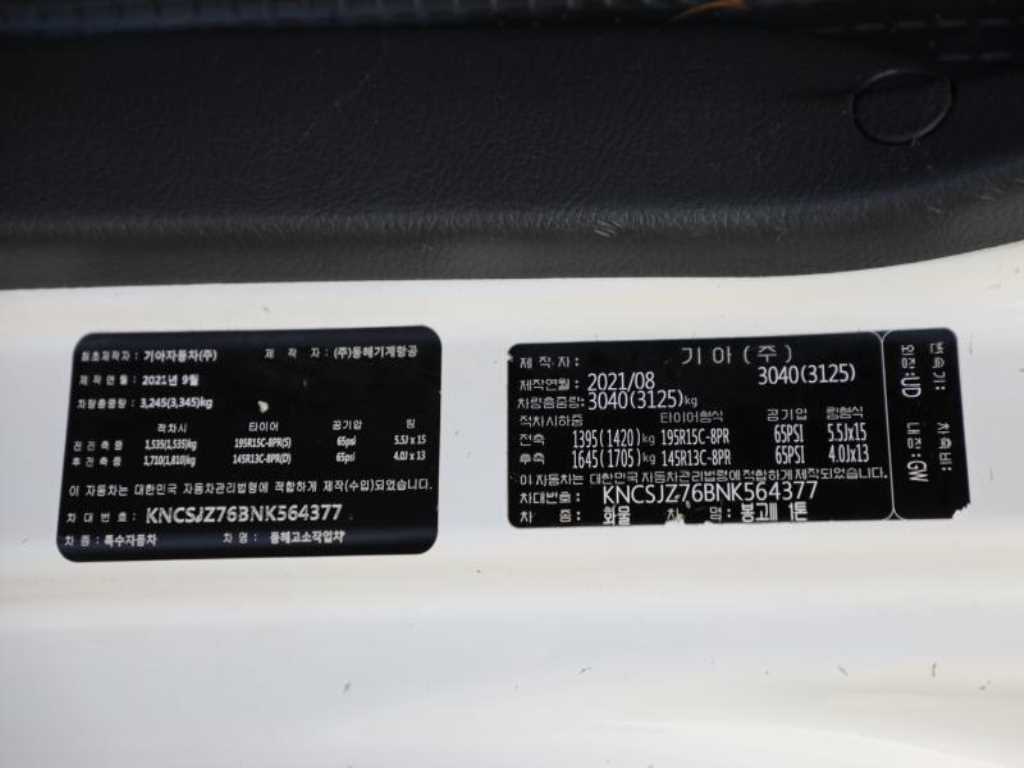 최초제작자 : 기아자동차(주) 제 작 자 : (주)동해기계항공
제작연월 : 2021년 9월
차량총중량 : 3,245(3,345)kg
적차시 타이어 공기압 림
전 전 축 중 1,535(1,535)kg 195R15C-8PR(S) 65psi 5.5J x 15
후 전 축 중 1,710(1,810)kg 145R13C-8PR(D) 65psi 4.0J x 13
이 자동차는 대한민국 자동차관리법령에 적합하게 제작(수입)되었습니다.
차 대 번 호 : KNCSJZ76BNK564377
차 종 : 특수자동차 차 명 : 동해고소작업차
제 작 자 : 기 아 ( 주 )
제작연월 : 2021/08 3040(3125)
차량총중량: 3040(3125)kg
적차시하중 타이어형식 공기압 림형식
전축 1395(1420)kg 195R15C-8PR 65PSI 5.5Jx15
후축 1645(1705)kg 145R13C-8PR 65PSI 4.0Jx13
이 자동차는 대한민국 자동차관리법령에 적합하게 제작되었습니다.
차대번호 : KNCSJZ76BNK564377
차 종 : 화물 차 명 : 봉고Ⅲ 1톤
변속기:
외장:UD 내장:GW